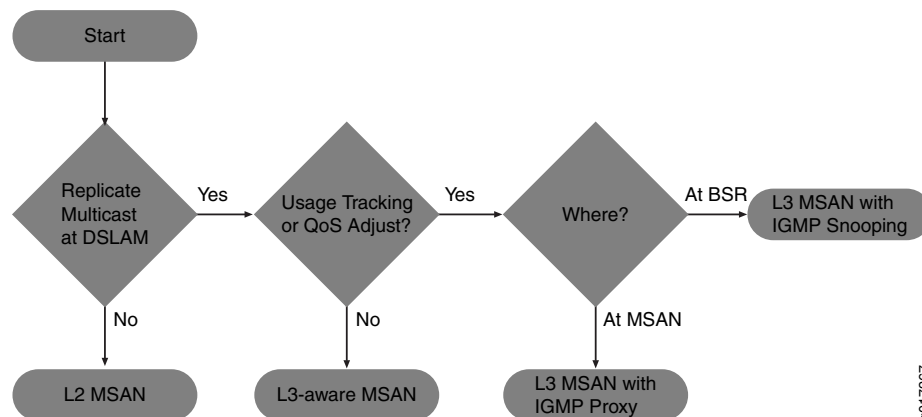 Start
Replicate
Multicast
at DSLAM
Yes
Usage Tracking
or QoS Adjust?
Yes
Where?
At BSR
L3 MSAN with
IGMP Snooping
No
No
At MSAN
L2 MSAN
L3-aware MSAN
L3 MSAN with
IGMP Proxy